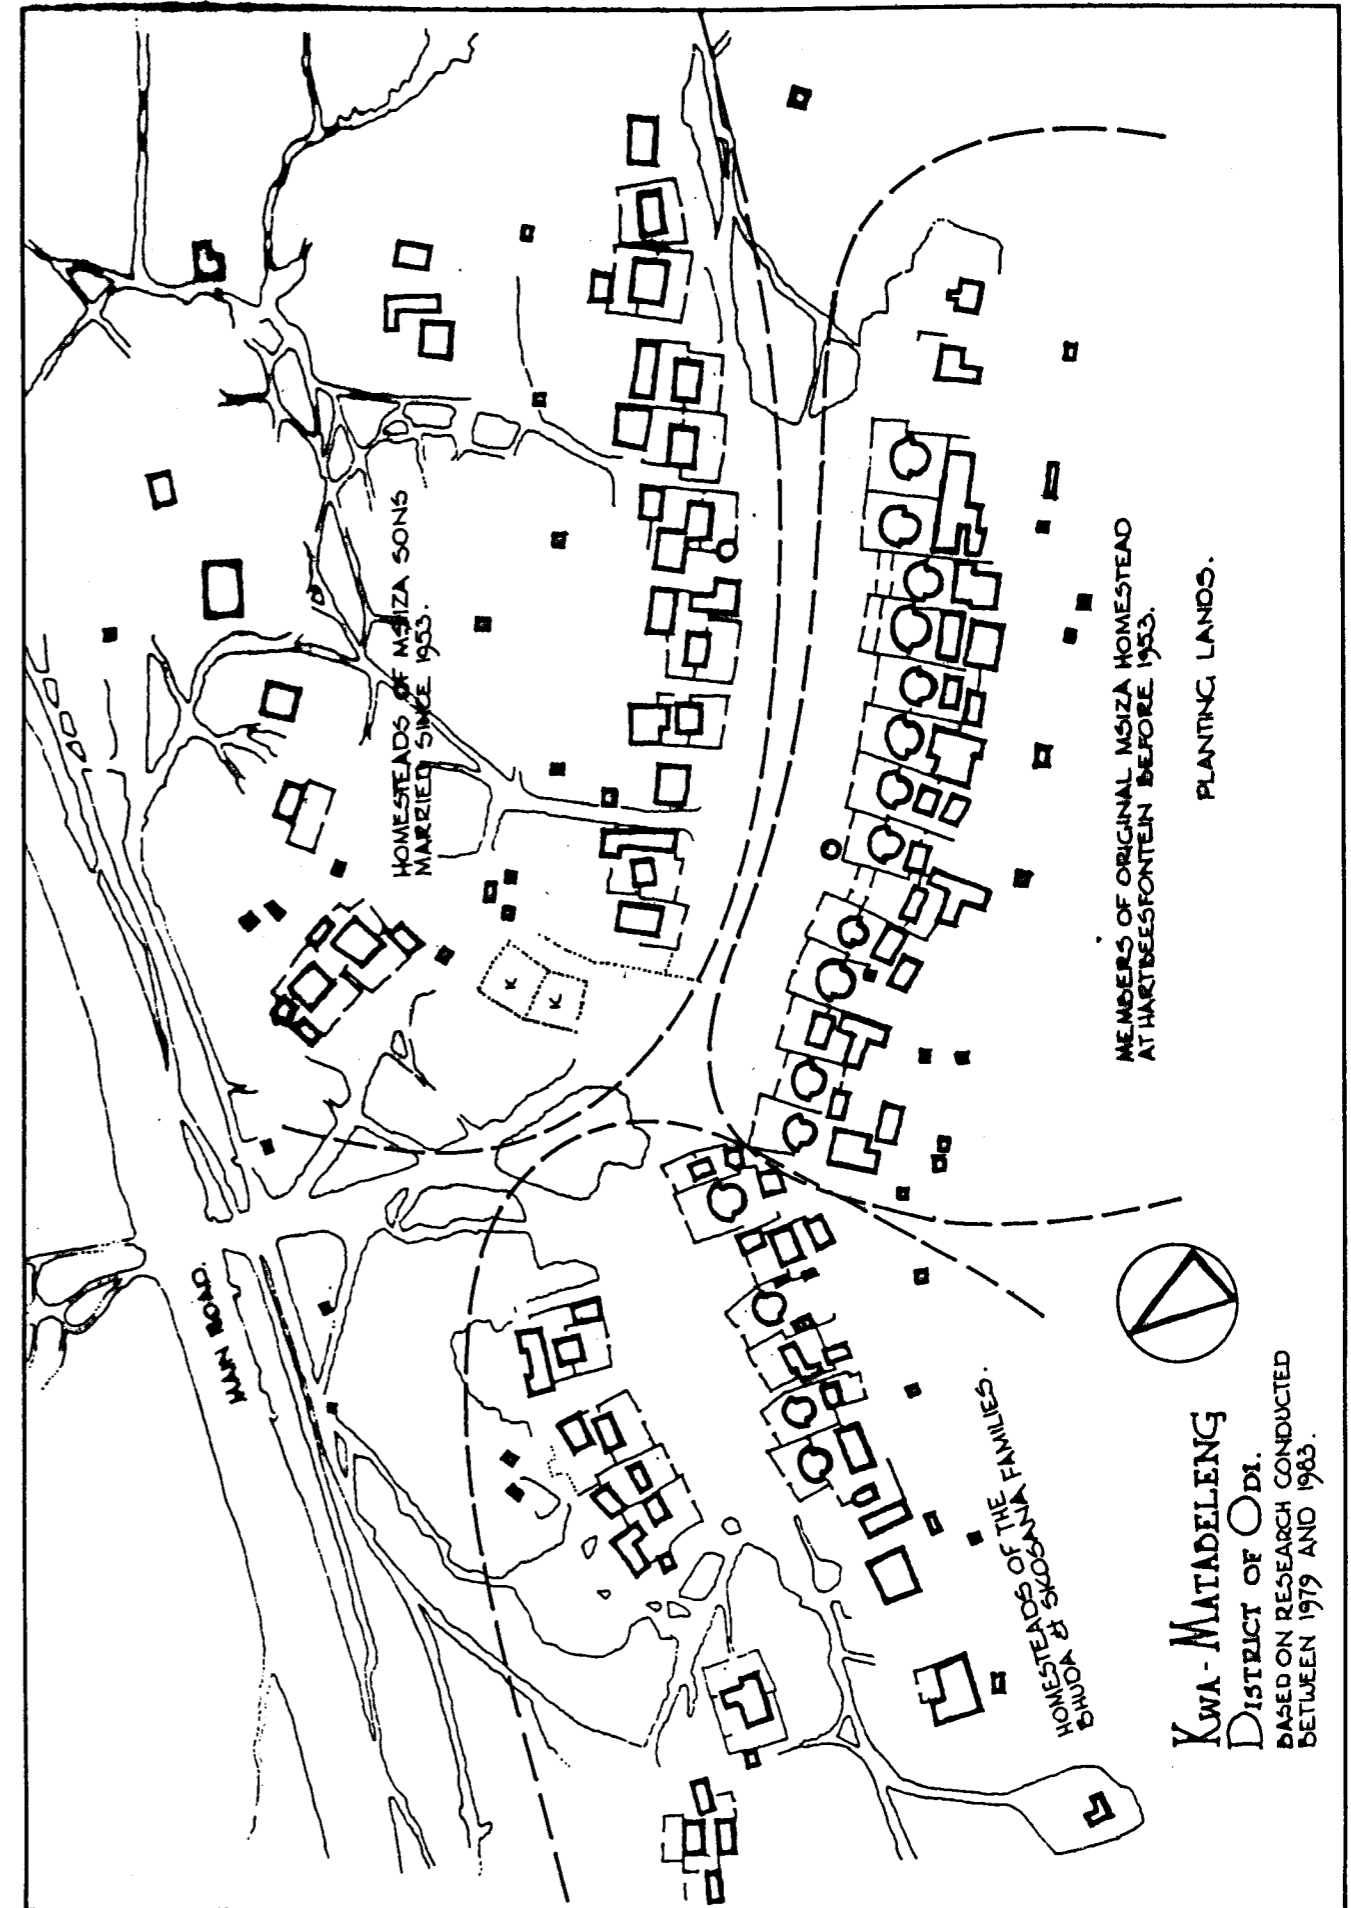 HOMESTEADS OF MSIZA SONS
MARRIED SINCE 1953.
MEMBERS OF ORIGINAL MSIZA HOMESTEAD
AT HARTBEESFONTEIN BEFORE 1953.
PLANTING LANDS.
K
K
MAIN ROAD.
HOMESTEADS OF THE
BHUDA & SKOSANA FAMILIES.
KWA-MATABELENG
DISTRICT OF ODI.
BASED ON RESEARCH CONDUCTED
BETWEEN 1979 AND 1983.